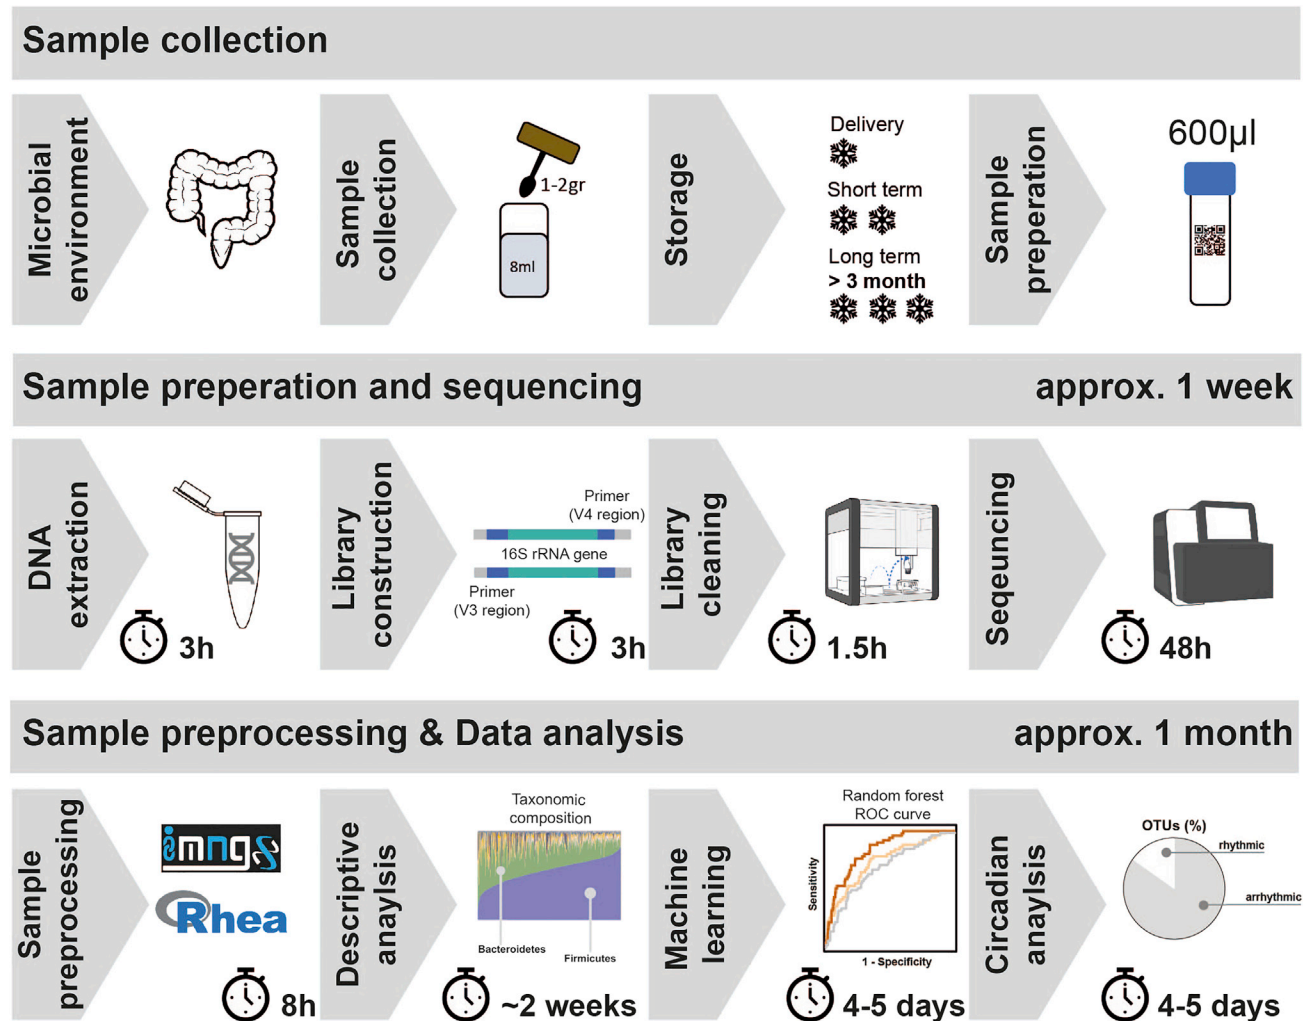 Sample collection
Microbial
environment
Sample
collection
1-2gr
8ml
Storage
Delivery
Short term
Long term
> 3 month
Sample
preperation
600µl
Sample preperation and sequencing
approx. 1 week
DNA
extraction
3h
Library
construction
Primer
(V4 region)
16S rRNA gene
Primer
(V3 region)
3h
Library
cleaning
1.5h
Seqeuncing
48h
Sample preprocessing & Data analysis
approx. 1 month
Sample
preprocessing
imngs
Rhea
8h
Descriptive
anaylsis
Taxonomic
composition
Bacteroidetes
Firmicutes
~2 weeks
Machine
learning
Random forest
ROC curve
Sensitivity
1 - Specificity
4-5 days
Circadian
anaylsis
OTUs (%)
rhythmic
arrhythmic
4-5 days